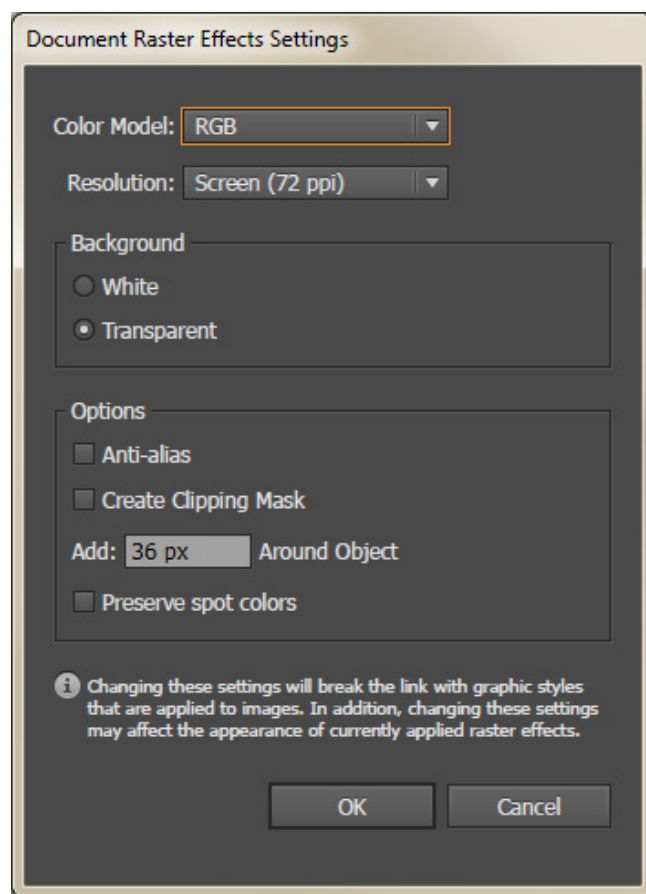 Document Raster Effects Settings
Color Model: RGB
Resolution: Screen (72 ppi)
Background
White
Transparent
Options
Anti-alias
Create Clipping Mask
Add: 36 px Around Object
Preserve spot colors
Changing these settings will break the link with graphic styles
that are applied to images. In addition, changing these settings
may affect the appearance of currently applied raster effects.
OK Cancel